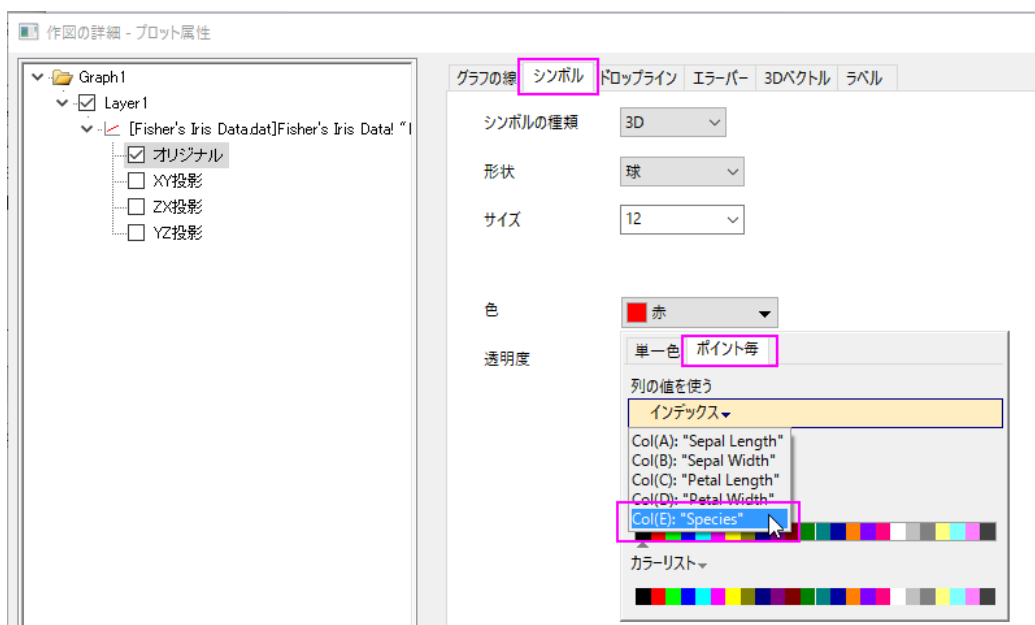 作図の詳細 - プロット属性
Graph1
Layer1
[Fisher's Iris Data.dat]Fisher's Iris Data! "I
オリジナル
XY投影
ZX投影
YZ投影
グラフの線 シンボル ドロップライン エラーバー 3Dベクトル ラベル
シンボルの種類 3D
形状 球
サイズ 12
色 赤
透明度
単一色 ポイント毎
列の値を使う
インデックス
Col(A): "Sepal Length"
Col(B): "Sepal Width"
Col(C): "Petal Length"
Col(D): "Petal Width"
Col(E): "Species"
カラーリスト